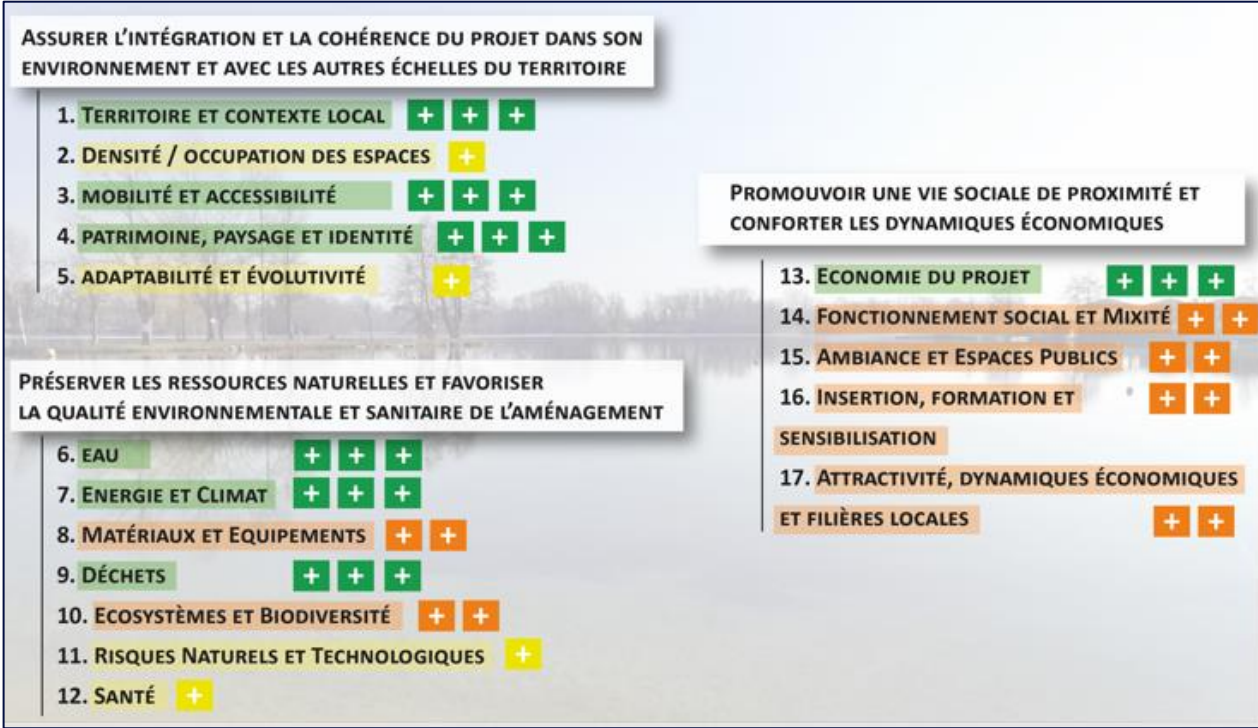 ASSURER L'INTÉGRATION ET LA COHÉRENCE DU PROJET DANS SON
ENVIRONNEMENT ET AVEC LES AUTRES ÉCHELLES DU TERRITOIRE
1. TERRITOIRE ET CONTEXTE LOCAL + + +
2. DENSITÉ / OCCUPATION DES ESPACES +
3. MOBILITÉ ET ACCESSIBILITÉ + + +
4. PATRIMOINE, PAYSAGE ET IDENTITÉ + + +
5. ADAPTABILITÉ ET ÉVOLUTIVITÉ +
PRÉSERVER LES RESSOURCES NATURELLES ET FAVORISER
LA QUALITÉ ENVIRONNEMENTALE ET SANITAIRE DE L'AMÉNAGEMENT
6. EAU + + +
7. ENERGIE ET CLIMAT + + +
8. MATÉRIAUX ET EQUIPEMENTS + +
9. DÉCHETS + + +
10. ECOSYSTÈMES ET BIODIVERSITÉ + +
11. RISQUES NATURELS ET TECHNOLOGIQUES +
12. SANTÉ +
PROMOUVOIR UNE VIE SOCIALE DE PROXIMITÉ ET
CONFORTER LES DYNAMIQUES ÉCONOMIQUES
13. ECONOMIE DU PROJET + + +
14. FONCTIONNEMENT SOCIAL ET MIXITÉ + +
15. AMBIANCE ET ESPACES PUBLICS + +
16. INSERTION, FORMATION ET + +
SENSIBILISATION
17. ATTRACTIVITÉ, DYNAMIQUES ÉCONOMIQUES
ET FILIÈRES LOCALES + +